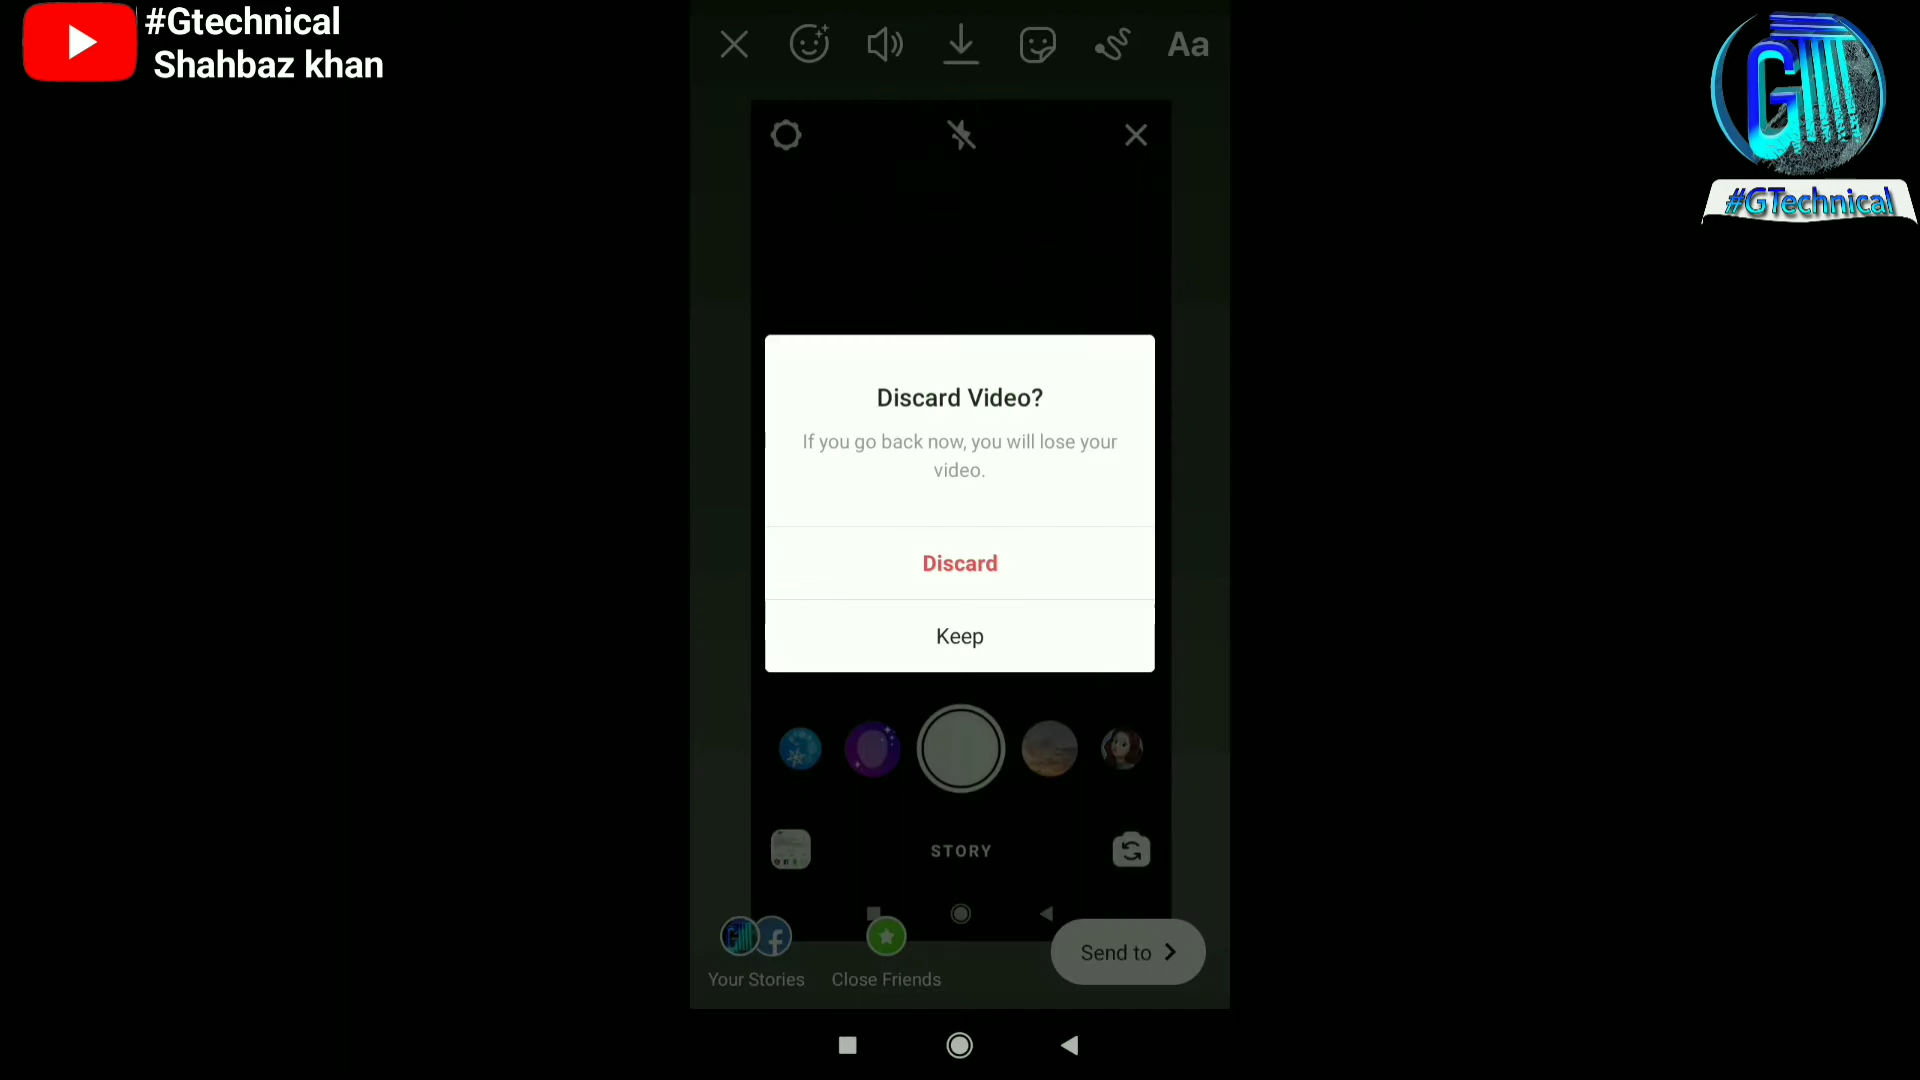 #Gtechnical
Shahbaz khan
Aa
#GTechnical
Discard Video?
If you go back now, you will lose your
video.
Discard
Keep
STORY
Send to
Your Stories
Close Friends